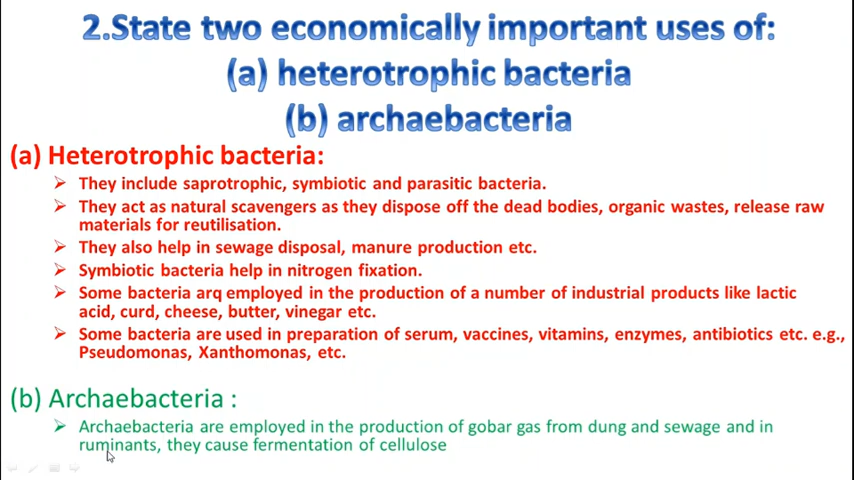 2.State two economically important uses of:
(a) heterotrophic bacteria
(b) archaebacteria
(a) Heterotrophic bacteria:
They include saprotrophic, symbiotic and parasitic bacteria.
They act as natural scavengers as they dispose off the dead bodies, organic wastes, release raw
materials for reutilisation.
They also help in sewage disposal, manure production etc.
Symbiotic bacteria help in nitrogen fixation.
Some bacteria arq employed in the production of a number of industrial products like lactic
acid, curd, cheese, butter, vinegar etc.
Some bacteria are used in preparation of serum, vaccines, vitamins, enzymes, antibiotics etc. e.g.,
Pseudomonas, Xanthomonas, etc.
(b) Archaebacteria :
Archaebacteria are employed in the production of gobar gas from dung and sewage and in
ruminants, they cause fermentation of cellulose